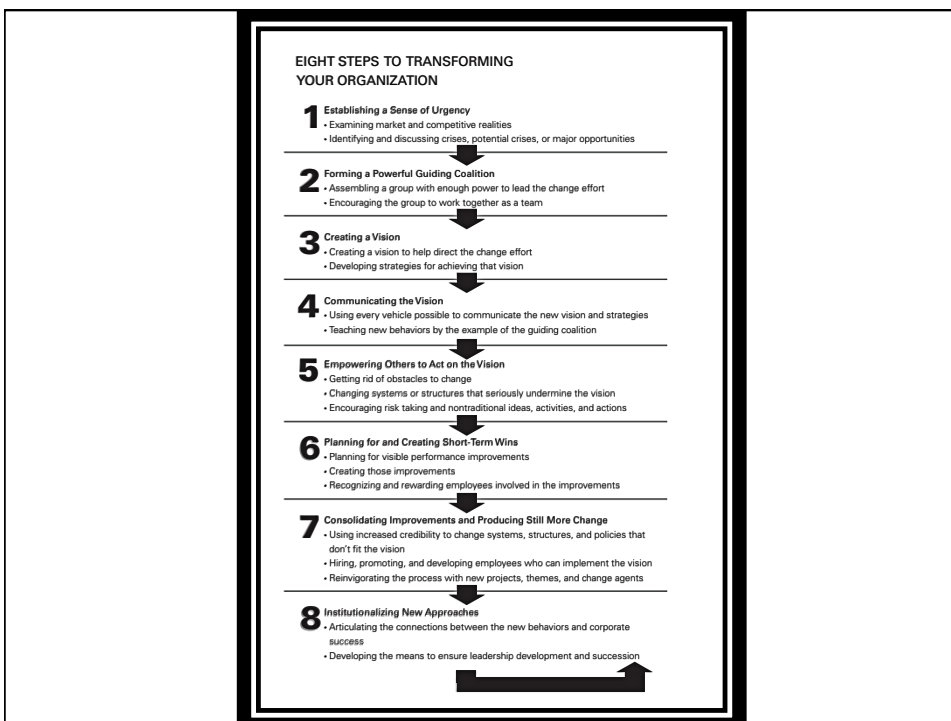 EIGHT STEPS TO TRANSFORMING
YOUR ORGANIZATION
1 Establishing a Sense of Urgency
• Examining market and competitive realities
• Identifying and discussing crises, potential crises, or major opportunities
2 Forming a Powerful Guiding Coalition
• Assembling a group with enough power to lead the change effort
• Encouraging the group to work together as a team
3 Creating a Vision
• Creating a vision to help direct the change effort
• Developing strategies for achieving that vision
4 Communicating the Vision
• Using every vehicle possible to communicate the new vision and strategies
• Teaching new behaviors by the example of the guiding coalition
5 Empowering Others to Act on the Vision
• Getting rid of obstacles to change
• Changing systems or structures that seriously undermine the vision
• Encouraging risk taking and nontraditional ideas, activities, and actions
6 Planning for and Creating Short-Term Wins
• Planning for visible performance improvements
• Creating those improvements
• Recognizing and rewarding employees involved in the improvements
7 Consolidating Improvements and Producing Still More Change
• Using increased credibility to change systems, structures, and policies that
don't fit the vision
• Hiring, promoting, and developing employees who can implement the vision
• Reinvigorating the process with new projects, themes, and change agents
8 Institutionalizing New Approaches
• Articulating the connections between the new behaviors and corporate
success
• Developing the means to ensure leadership development and succession